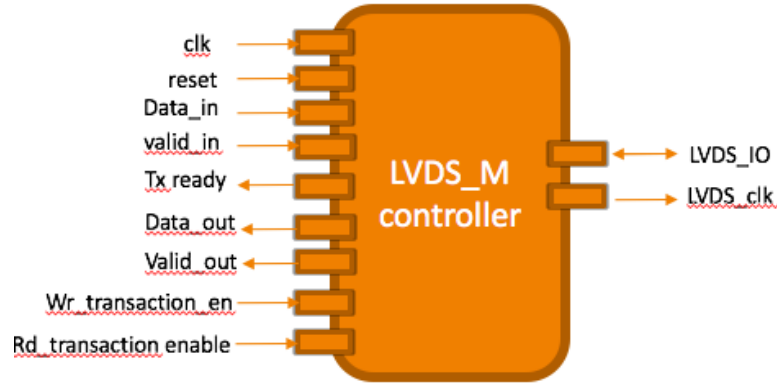 clk
reset
Data_in
valid_in
Tx ready
Data_out
Valid_out
Wr_transaction_en
Rd_transaction enable
LVDS_M
controller
LVDS_IO
LVDS_clk